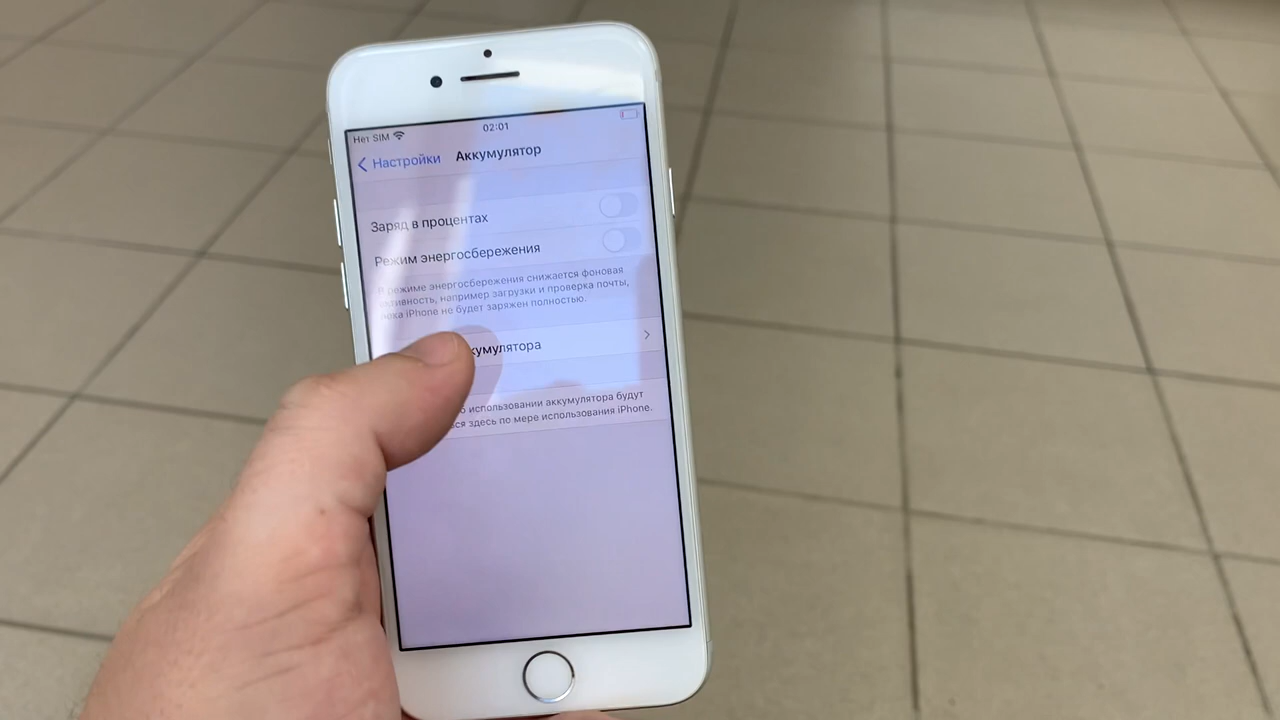 Нет SIM
02:01
Настройки
Аккумулятор
Заряд в процентах
Режим энергосбережения
В режиме энергосбережения снижается фоновая
активность, например загрузки и проверка почты,
пока iPhone не будет заряжен полностью.
использовании аккумулятора будут
здесь по мере использования iPhone.